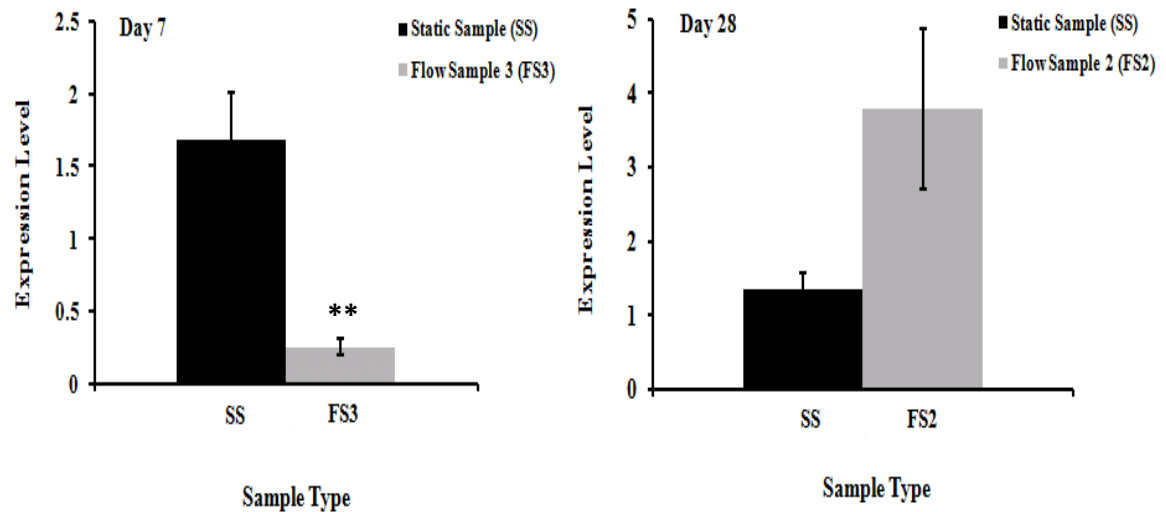 Day 7
Static Sample (SS)
Flow Sample 3 (FS3)
Expression Level
2.5
2
1.5
1
0.5
0
**
SS
FS3
Sample Type
Day 28
Static Sample (SS)
Flow Sample 2 (FS2)
Expression Level
5
4
3
2
1
0
SS
FS2
Sample Type